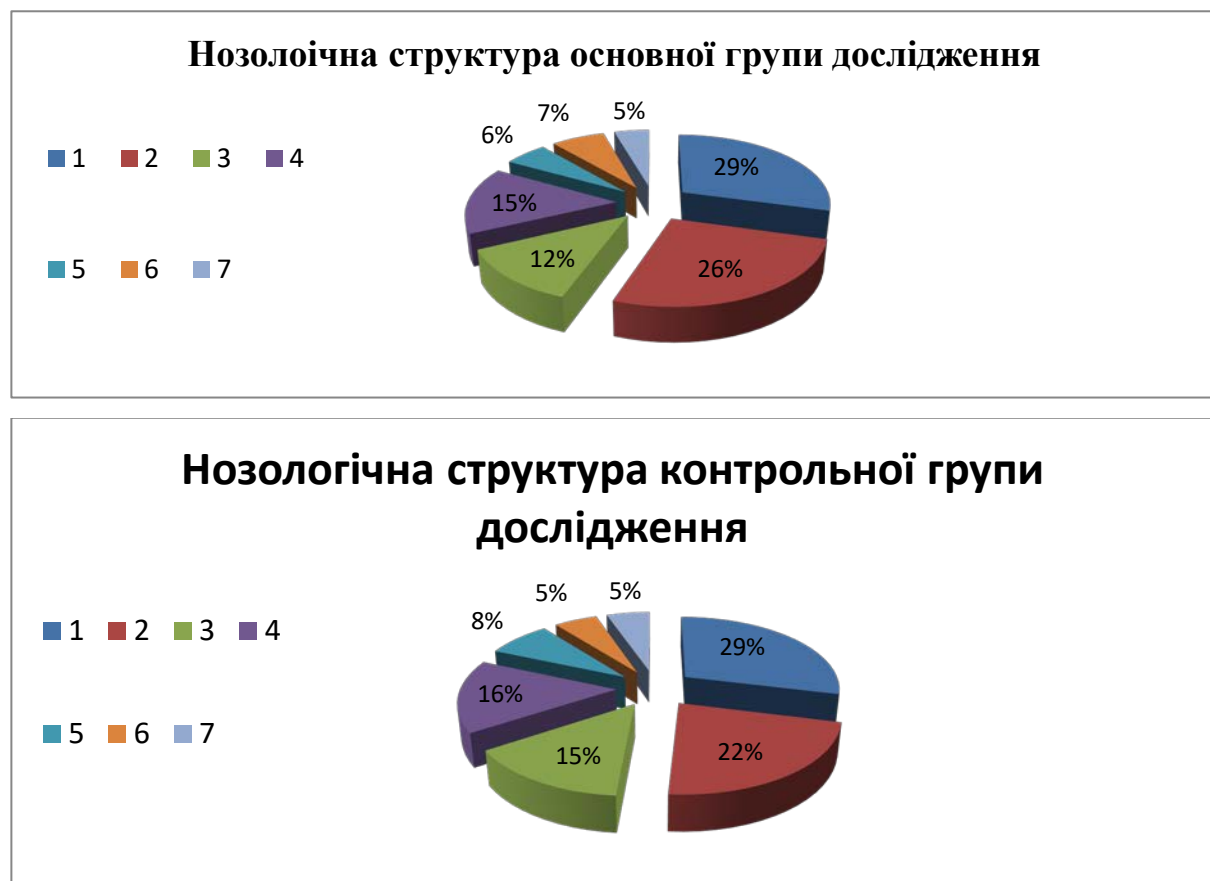 Нозолоічна структура основної групи дослідження
7% 5%
6%
1 2 3 4
29%
15%
12% 26%
5 6 7
Нозологічна структура контрольної групи
дослідження
5% 5%
8%
1 2 3 4
29%
16%
5 6 7
15% 22%